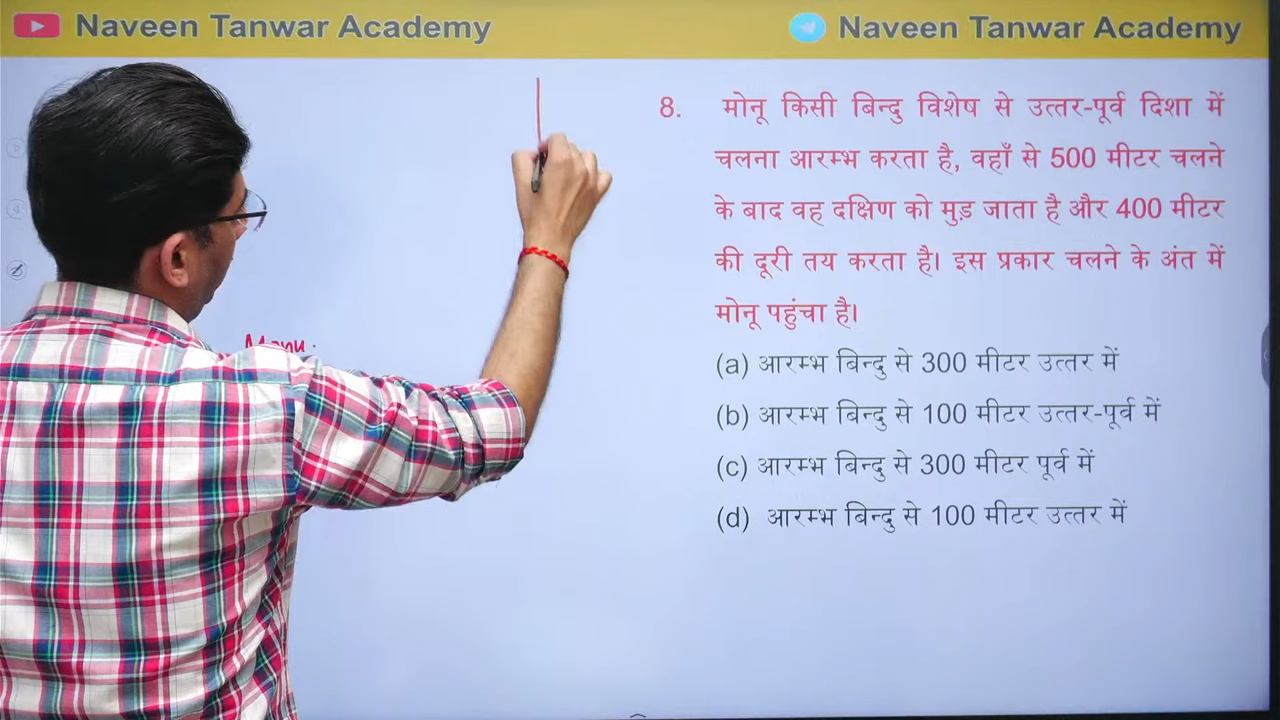 Naveen Tanwar Academy
Naveen Tanwar Academy
8. मोनू किसी बिन्दु विशेष से उत्तर-पूर्व दिशा में
चलना आरम्भ करता है, वहाँ से 500 मीटर चलने
के बाद वह दक्षिण को मुड़ जाता है और 400 मीटर
की दूरी तय करता है। इस प्रकार चलने के अंत में
मोनू पहुंचा है।
(a) आरम्भ बिन्दु से 300 मीटर उत्तर में
(b) आरम्भ बिन्दु से 100 मीटर उत्तर-पूर्व में
(c) आरम्भ बिन्दु से 300 मीटर पूर्व में
(d) आरम्भ बिन्दु से 100 मीटर उत्तर में